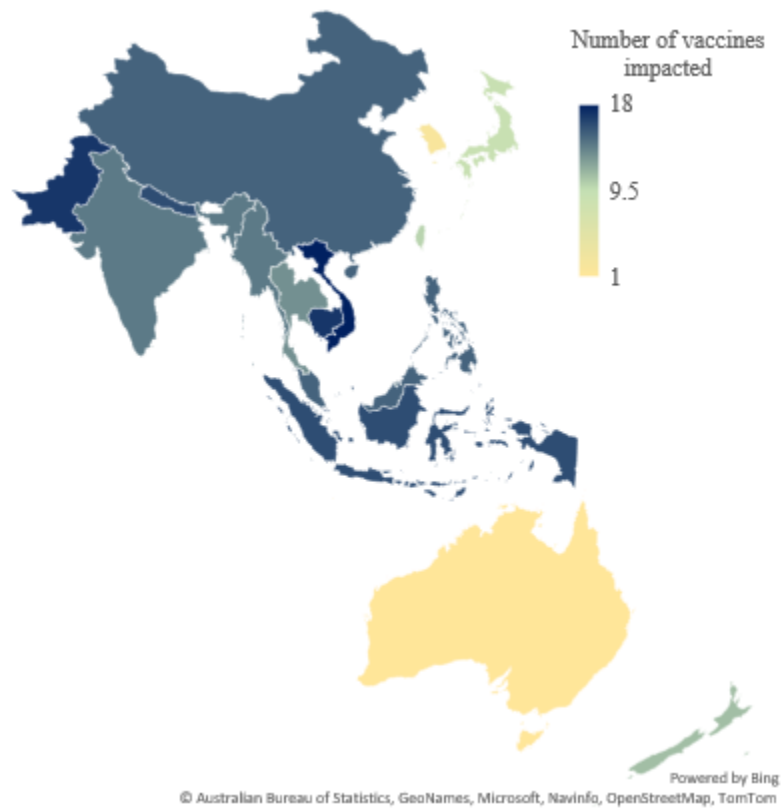 Number of vaccines
impacted
18
9.5
1
Powered by Bing
© Australian Bureau of Statistics, GeoNames, Microsoft, Navinfo, OpenStreetMap, TomTom